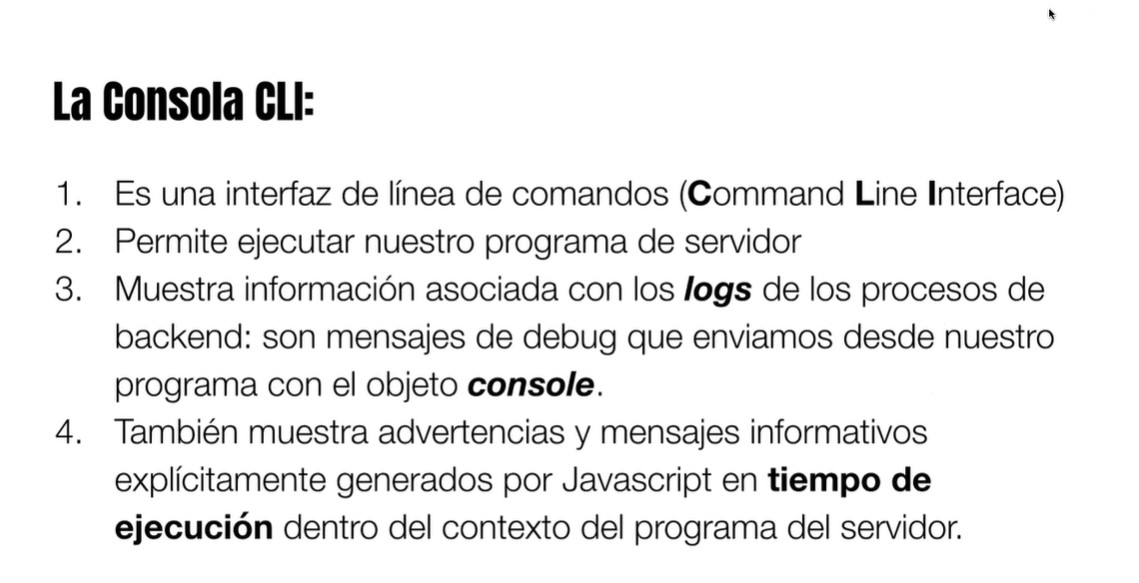 La Consola CLI:
1. Es una interfaz de línea de comandos (Command Line Interface)
2. Permite ejecutar nuestro programa de servidor
3. Muestra información asociada con los logs de los procesos de
backend: son mensajes de debug que enviamos desde nuestro
programa con el objeto console.
4. También muestra advertencias y mensajes informativos
explícitamente generados por Javascript en tiempo de
ejecución dentro del contexto del programa del servidor.